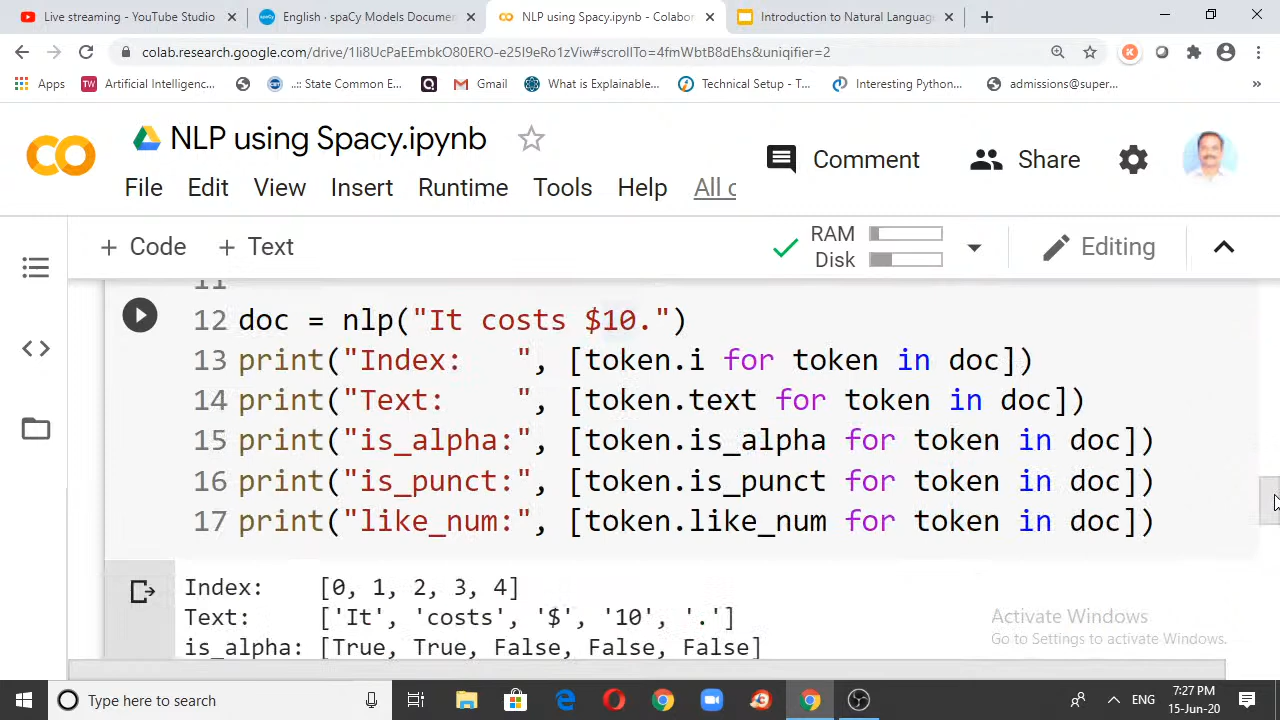 Live streaming - YouTube Studio
English · spaCy Models Docume
NLP using Spacy.ipynb - Colabor
Introduction to Natural Languag
colab.research.google.com/drive/1li8UcPaEEmbkO80ERO-e25I9eRo1zViw#scrollTo=4fmWbtB8dEhs&uniqifier=2
Apps
TW Artificial Intelligenc...
..:: State Common E...
Gmail
What is Explainable...
Technical Setup - T...
Interesting Python...
admissions@super...
»
CO
NLP using Spacy.ipynb
Comment
Share
File Edit View Insert Runtime Tools Help All c
+ Code + Text
RAM
Disk
Editing
11
12 doc = nlp("It costs $10.")
13 print("Index:   ", [token.i for token in doc])
14 print("Text:    ", [token.text for token in doc])
15 print("is_alpha:", [token.is_alpha for token in doc])
16 print("is_punct:", [token.is_punct for token in doc])
17 print("like_num:", [token.like_num for token in doc])
Index:    [0, 1, 2, 3, 4]
Text:     ['It', 'costs', '$', '10', '.']
is_alpha: [True, True, False, False, False]
Activate Windows
Go to Settings to activate Windows.
Type here to search
ENG
7:27 PM
15-Jun-20